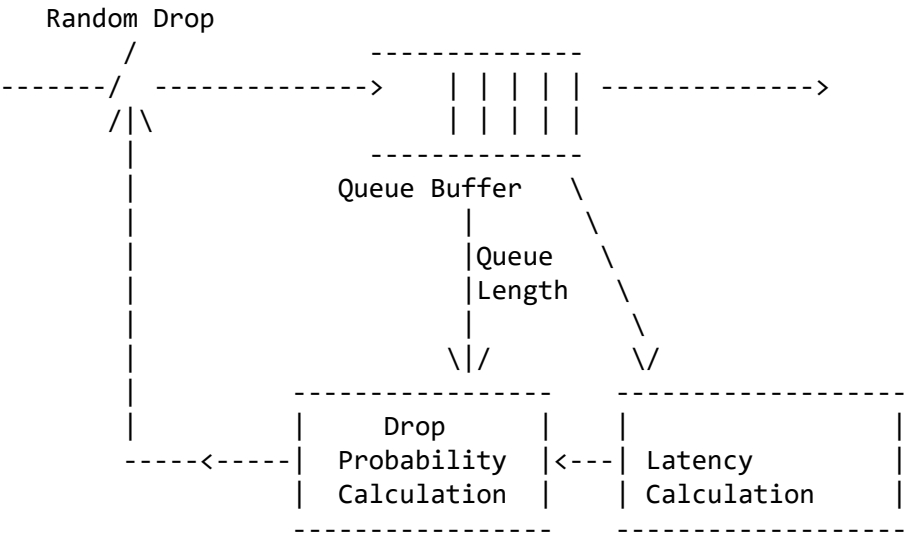 Random Drop
Queue Buffer
Queue
Length
Drop
Probability Latency
Calculation Calculation